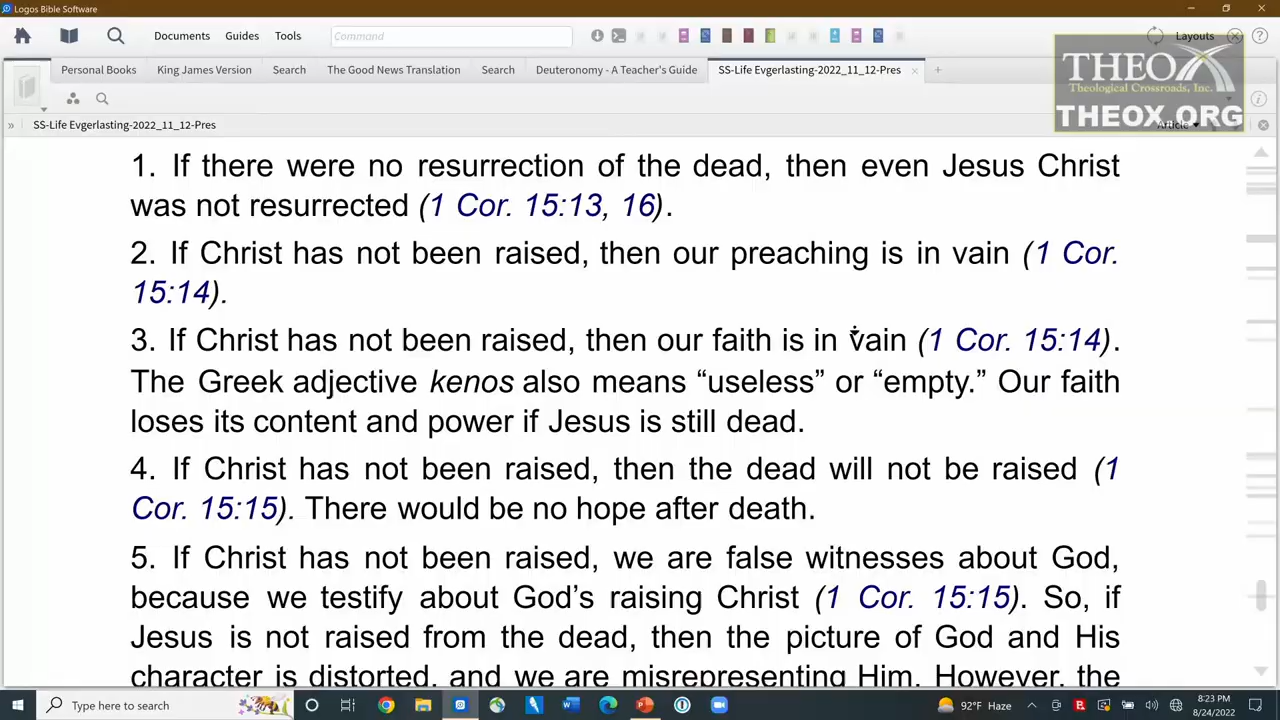 Logos Bible Software
Documents Guides Tools Command Layouts
THEOX
Theological Crossroads, Inc.
THEOX.ORG
Personal Books King James Version Search The Good News Translation Search Deuteronomy - A Teacher's Guide SS-Life Evgerlasting-2022_11_12-Pres
SS-Life Evgerlasting-2022_11_12-Pres Article
1. If there were no resurrection of the dead, then even Jesus Christ
was not resurrected (1 Cor. 15:13, 16).
2. If Christ has not been raised, then our preaching is in vain (1 Cor.
15:14).
3. If Christ has not been raised, then our faith is in vain (1 Cor. 15:14).
The Greek adjective kenos also means “useless” or “empty.” Our faith
loses its content and power if Jesus is still dead.
4. If Christ has not been raised, then the dead will not be raised (1
Cor. 15:15). There would be no hope after death.
5. If Christ has not been raised, we are false witnesses about God,
because we testify about God’s raising Christ (1 Cor. 15:15). So, if
Jesus is not raised from the dead, then the picture of God and His
character is distorted, and we are misrepresenting Him. However, the
Type here to search 92°F Haze 8:23 PM
8/24/2022